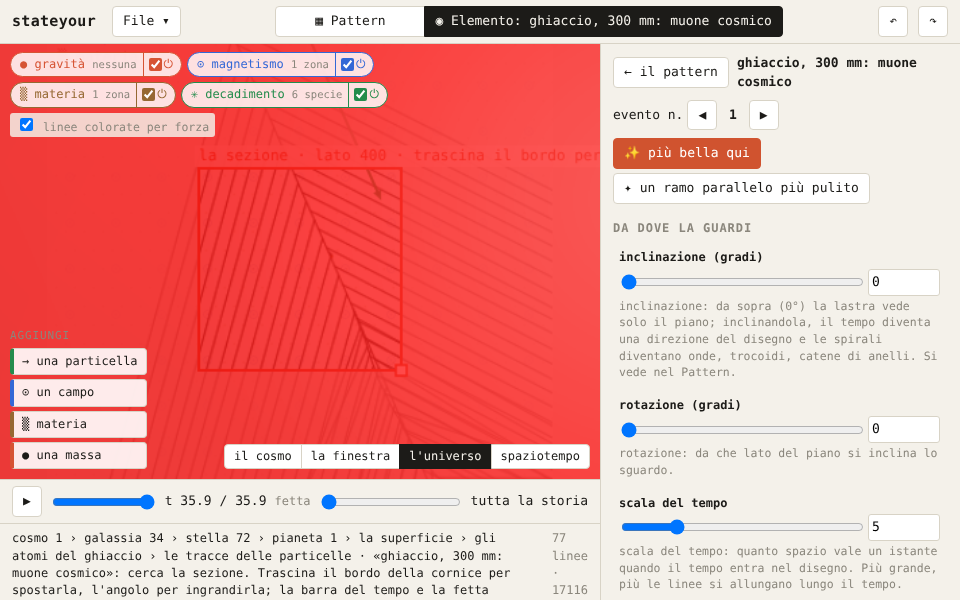 stateyour
File ▾
▦ Pattern
◉ Elemento: ghiaccio, 300 mm: muone cosmico
↶
↷
● gravità nessuna
⊙ magnetismo 1 zona
▒ materia 1 zona
✳ decadimento 6 specie
linee colorate per forza
la sezione · lato 400 · trascina il bordo per
AGGIUNGI
→ una particella
⊙ un campo
▒ materia
● una massa
il cosmo
la finestra
l'universo
spaziotempo
▶
t 35.9 / 35.9
fetta
tutta la storia
cosmo 1 › galassia 34 › stella 72 › pianeta 1 › la superficie › gli
atomi del ghiaccio › le tracce delle particelle · «ghiaccio, 300 mm:
muone cosmico»: cerca la sezione. Trascina il bordo della cornice per
spostarla, l'angolo per ingrandirla; la barra del tempo e la fetta
77
linee
·
17116
← il pattern
ghiaccio, 300 mm: muone
cosmico
evento n.
◀
1
▶
✨ più bella qui
✦ un ramo parallelo più pulito
DA DOVE LA GUARDI
inclinazione (gradi)
0
inclinazione: da sopra (0°) la lastra vede
solo il piano; inclinandola, il tempo diventa
una direzione del disegno e le spirali
diventano onde, trocoidi, catene di anelli. Si
vede nel Pattern.
rotazione (gradi)
0
rotazione: da che lato del piano si inclina lo
sguardo.
scala del tempo
5
scala del tempo: quanto spazio vale un istante
quando il tempo entra nel disegno. Più grande,
più le linee si allungano lungo il tempo.